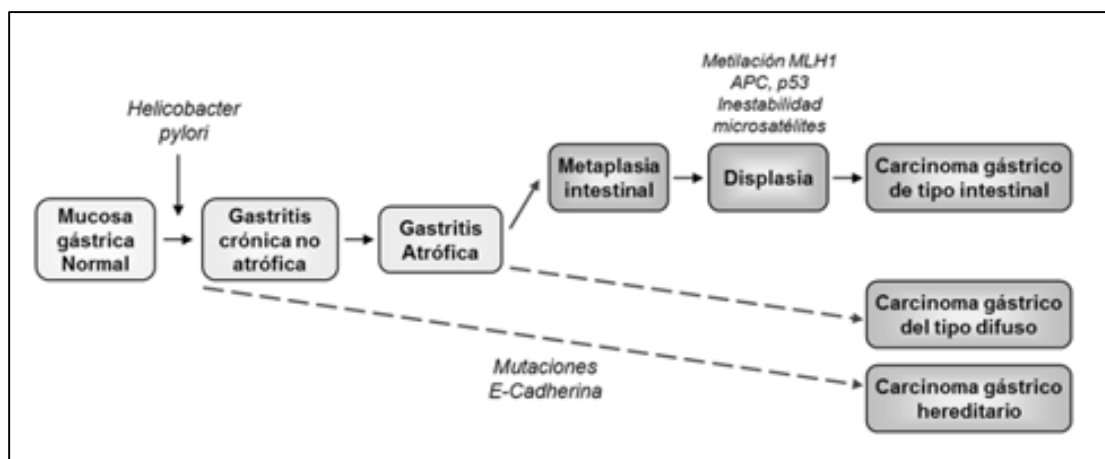 Metilación MLH1
APC, p53
Inestabilidad
microsatélites
Helicobacter
pylori
Metaplasia
intestinal
Displasia
Carcinoma gástrico
de tipo intestinal
Mucosa
gástrica
Normal
Gastritis
crónica no
atrófica
Gastritis
Atrófica
Carcinoma gástrico
del tipo difuso
Mutaciones
E-Cadherina
Carcinoma gástrico
hereditario